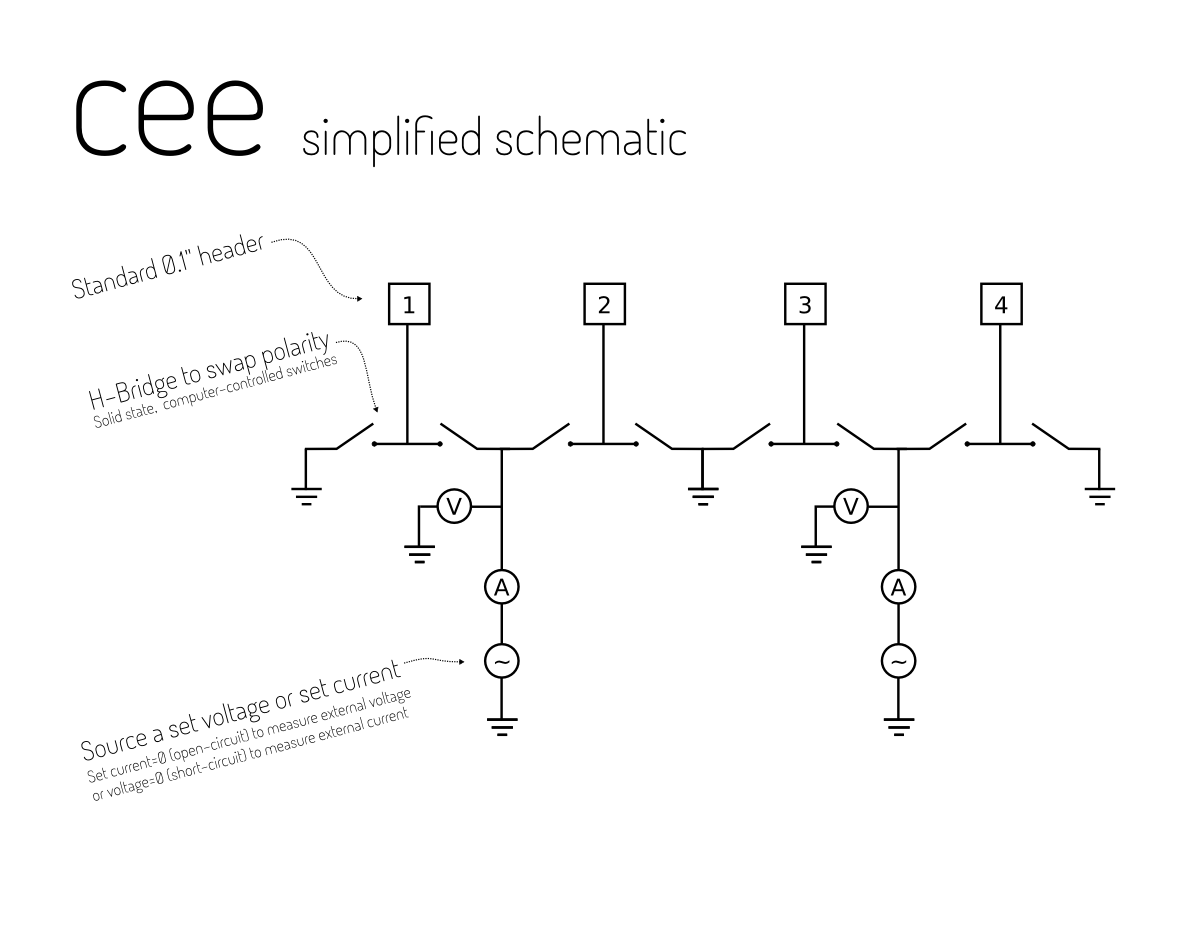 cee simplified schematic
Standard 0.1" header
1 2 3 4
H-Bridge to swap polarity
Solid state, computer-controlled switches
V V
A A
~ ~
Source a set voltage or set current
Set current=0 (open-circuit) to measure external voltage
or voltage=0 (short-circuit) to measure external current